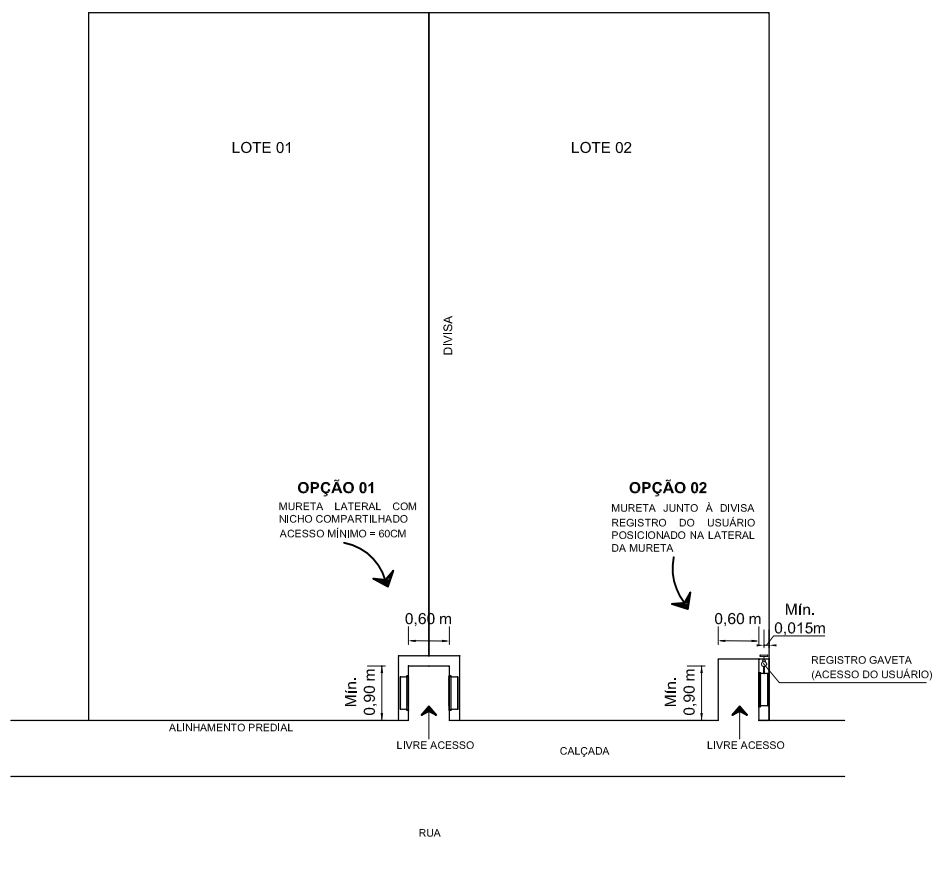 LOTE 01
LOTE 02
DIVISA
OPÇÃO 01
MURETA LATERAL COM
NICHO COMPARTILHADO
ACESSO MÍNIMO = 60CM
OPÇÃO 02
MURETA JUNTO À DIVISA
REGISTRO DO USUÁRIO
POSICIONADO NA LATERAL
DA MURETA
0,60 m
0,60 m
Mín.
0,015m
REGISTRO GAVETA
(ACESSO DO USUÁRIO)
Mín.
0,90 m
Mín.
0,90 m
ALINHAMENTO PREDIAL
LIVRE ACESSO
CALÇADA
LIVRE ACESSO
RUA